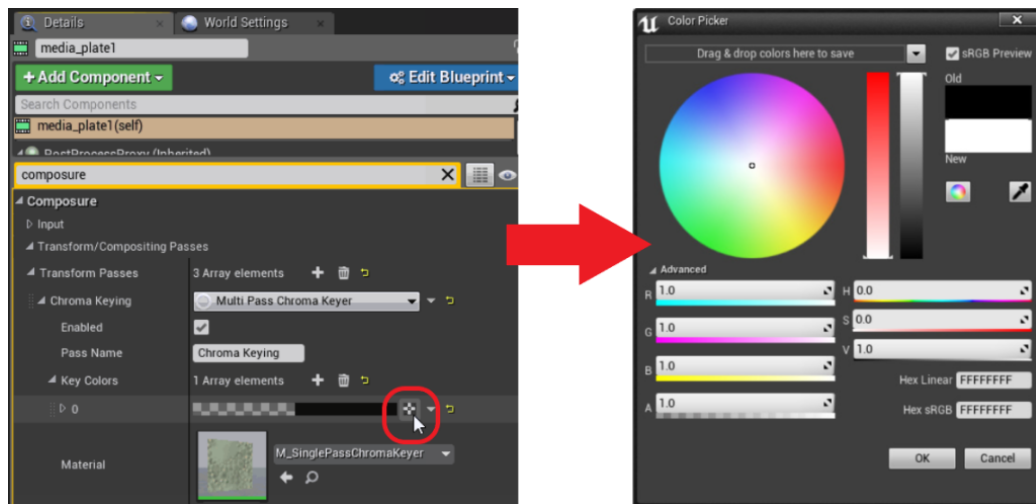 Details
World Settings
media_plate1
+Add Component
Edit Blueprint
Search Components
media_plate1(self)
PostProcessProxy (Inherited)
composure
Composure
Input
Transform/Compositing Passes
Transform Passes
3 Array elements
Chroma Keying
Multi Pass Chroma Keyer
Enabled
Pass Name
Chroma Keying
Key Colors
1 Array elements
0
Material
M_SinglePassChromaKeyer
Color Picker
Drag & drop colors here to save
sRGB Preview
Old
New
Advanced
R 1.0
H 0.0
G 1.0
S 0.0
B 1.0
V 1.0
A 1.0
Hex Linear FFFFFFFF
Hex sRGB FFFFFFFF
OK
Cancel